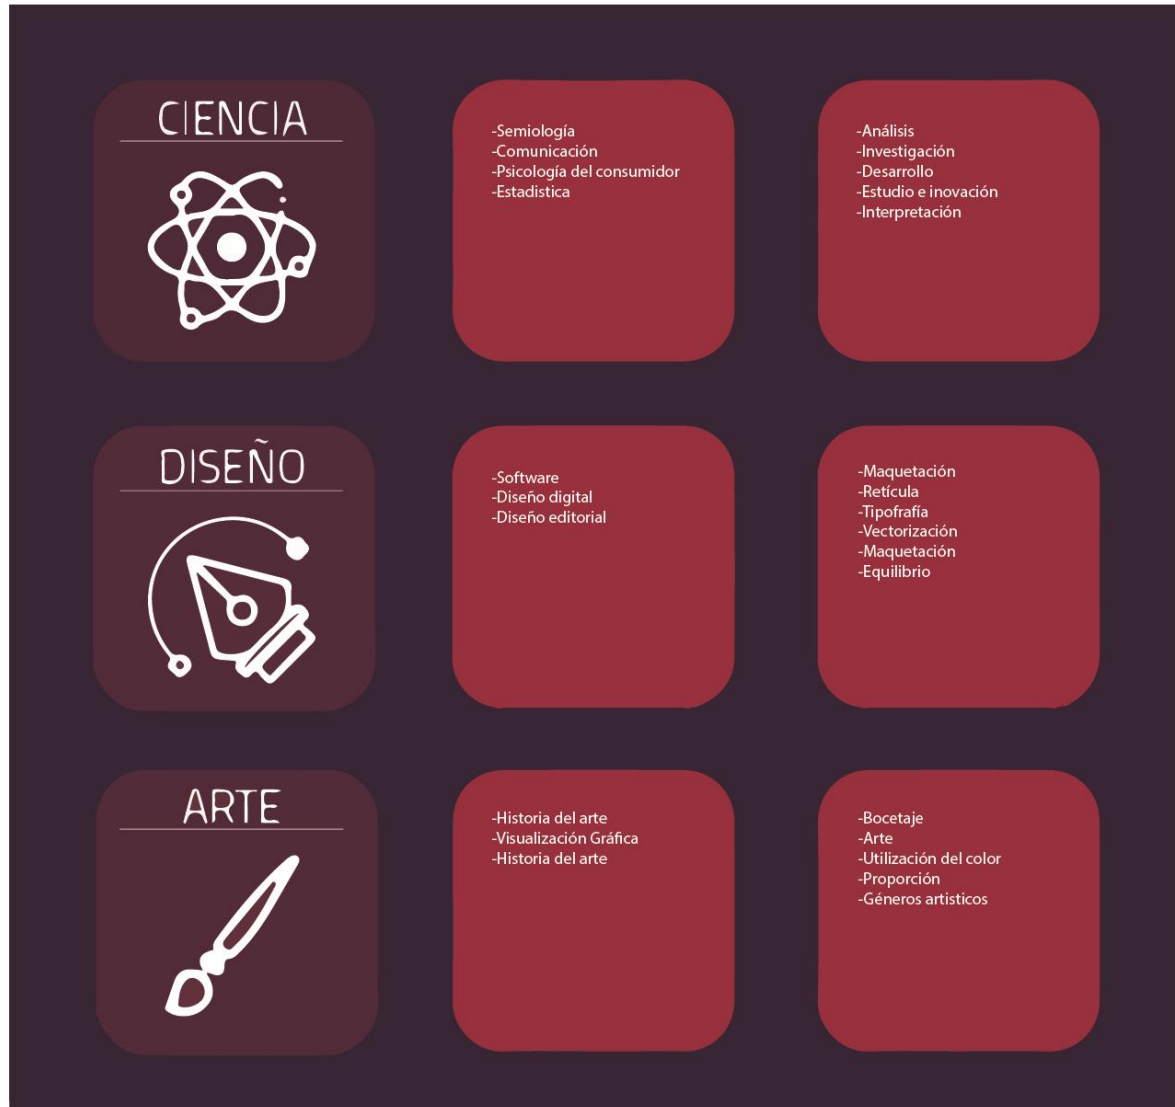 CIENCIA
-Semiología
-Comunicación
-Psicología del consumidor
-Estadistica
-Análisis
-Investigación
-Desarrollo
-Estudio e inovación
-Interpretación
DISEÑO
-Software
-Diseño digital
-Diseño editorial
-Maquetación
-Retícula
-Tipofrafía
-Vectorización
-Maquetación
-Equilibrio
ARTE
-Historia del arte
-Visualización Gráfica
-Historia del arte
-Bocetaje
-Arte
-Utilización del color
-Proporción
-Géneros artisticos